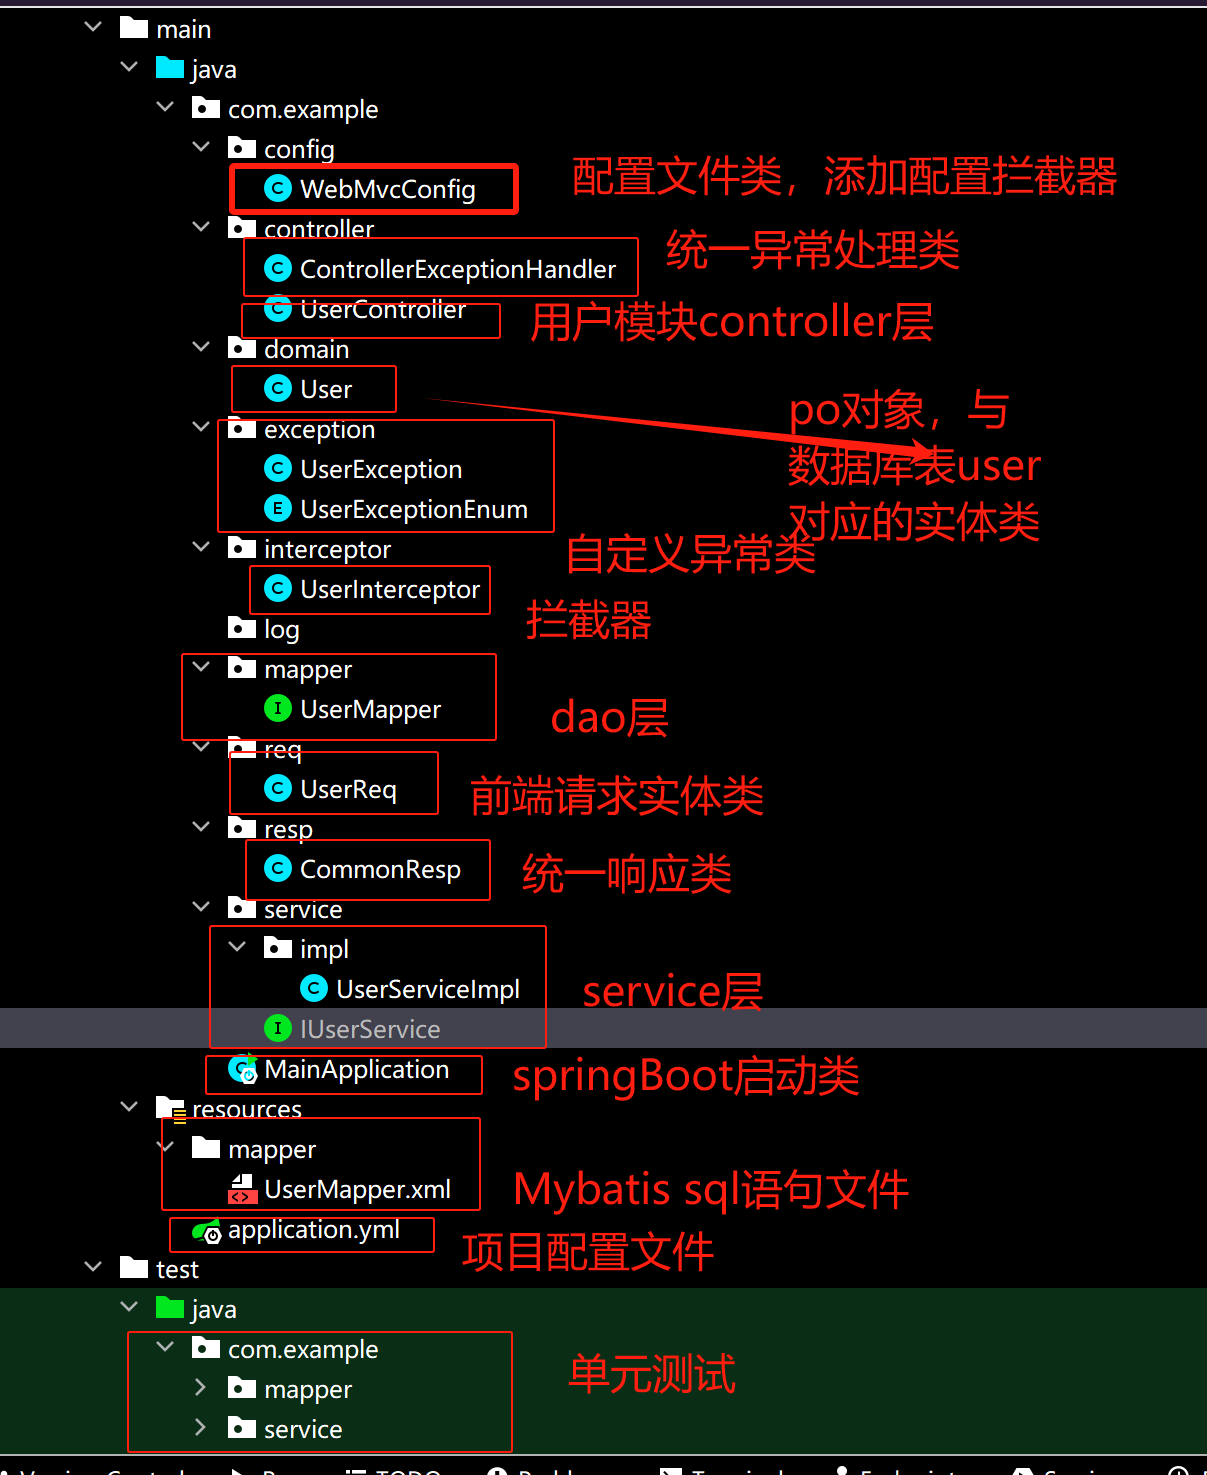 main
java
com.example
config
WebMvcConfig 配置文件类，添加配置拦截器
controller
ControllerExceptionHandler 统一异常处理类
UserController 用户模块controller层
domain
User
po对象，与
数据库表user
对应的实体类
exception
UserException
UserExceptionEnum
自定义异常类
interceptor
UserInterceptor 拦截器
log
mapper
UserMapper dao层
req
UserReq 前端请求实体类
resp
CommonResp 统一响应类
service
impl
UserServiceImpl service层
IUserService
MainApplication springBoot启动类
resources
mapper
UserMapper.xml Mybatis sql语句文件
application.yml 项目配置文件
test
java
com.example
mapper 单元测试
service